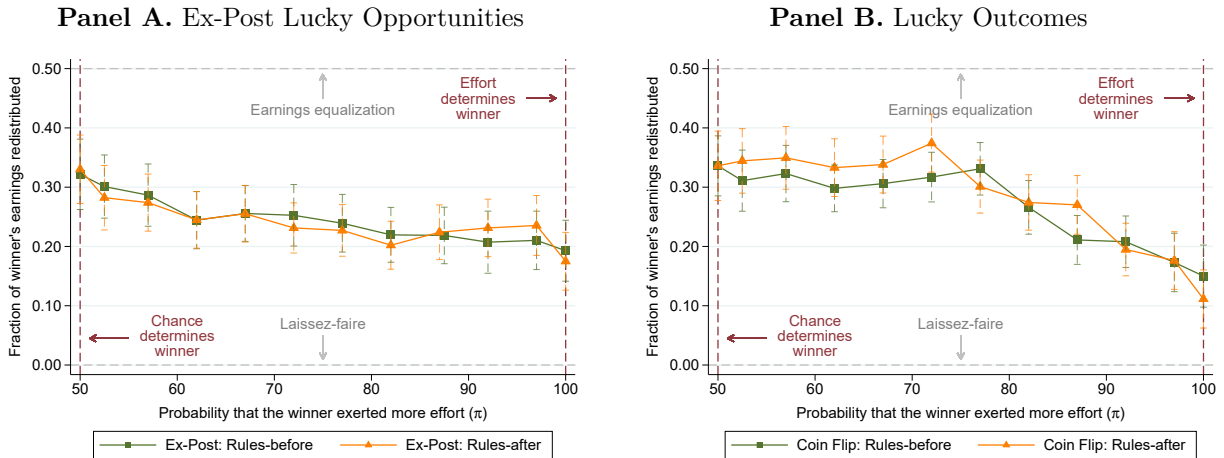 Panel A. Ex-Post Lucky Opportunities
Fraction of winner's earnings redistributed
0.50
0.40
0.30
0.20
0.10
0.00
Earnings equalization
Effort
determines
winner
Chance
determines
winner
Laissez-faire
50 60 70 80 90 100
Probability that the winner exerted more effort (π)
Ex-Post: Rules-before Ex-Post: Rules-after
Panel B. Lucky Outcomes
Fraction of winner's earnings redistributed
0.50
0.40
0.30
0.20
0.10
0.00
Earnings equalization
Effort
determines
winner
Chance
determines
winner
Laissez-faire
50 60 70 80 90 100
Probability that the winner exerted more effort (π)
Coin Flip: Rules-before Coin Flip: Rules-after